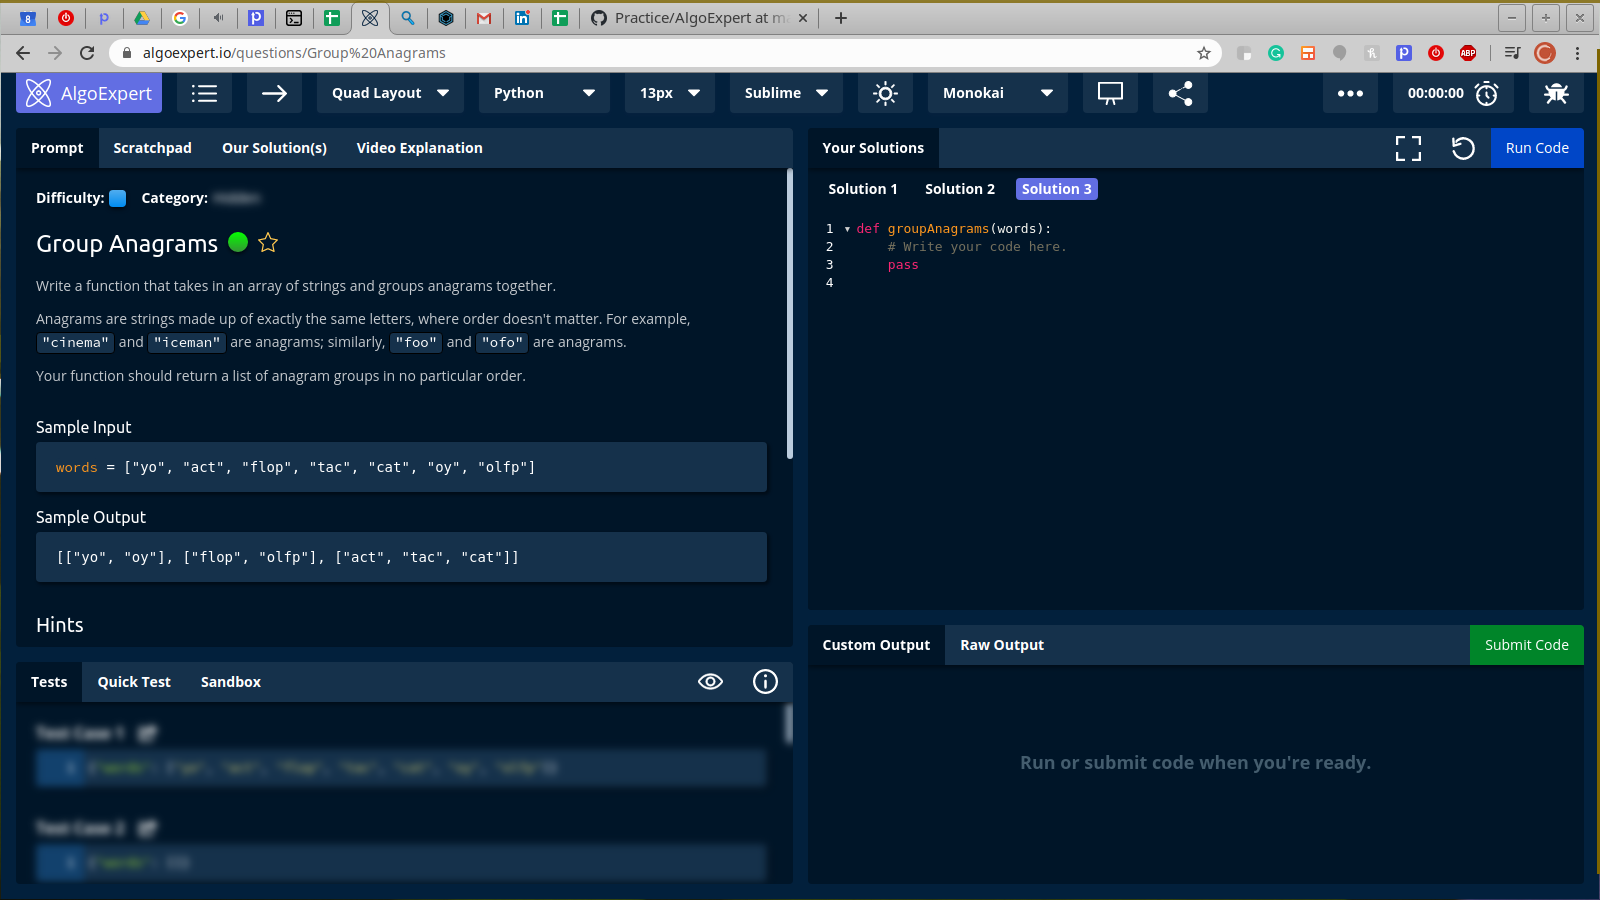 Practice/AlgoExpert at m
algoexpert.io/questions/Group%20Anagrams
AlgoExpert
Quad Layout
Python
13px
Sublime
Monokai
00:00:00
Prompt
Scratchpad
Our Solution(s)
Video Explanation
Your Solutions
Run Code
Difficulty:
Category:
Solution 1
Solution 2
Solution 3
Group Anagrams
Write a function that takes in an array of strings and groups anagrams together.
Anagrams are strings made up of exactly the same letters, where order doesn't matter. For example,
"cinema" and "iceman" are anagrams; similarly, "foo" and "ofo" are anagrams.
Your function should return a list of anagram groups in no particular order.
Sample Input
words = ["yo", "act", "flop", "tac", "cat", "oy", "olfp"]
Sample Output
[["yo", "oy"], ["flop", "olfp"], ["act", "tac", "cat"]]
Hints
1 def groupAnagrams(words):
2 # Write your code here.
3 pass
4
Tests
Quick Test
Sandbox
Test Case 1
Test Case 2
Custom Output
Raw Output
Submit Code
Run or submit code when you're ready.